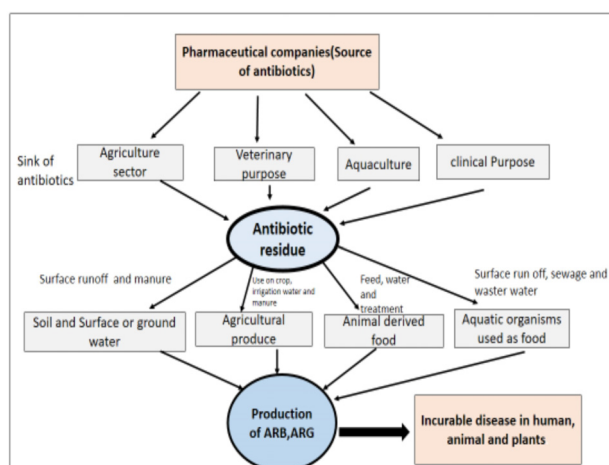 Pharmaceutical companies(Source
of antibiotics)
Sink of
antibiotics
Agriculture
sector
Veterinary
purpose
Aquaculture
clinical Purpose
Antibiotic
residue
Surface runoff and manure
Use on crop,
irrigation water and
manure
Feed, water
and
treatment
Surface run off, sewage and
waster water
Soil and Surface or ground
water
Agricultural
produce
Animal derived
food
Aquatic organisms
used as food
Production
of ARB,ARG
Incurable disease in human,
animal and plants